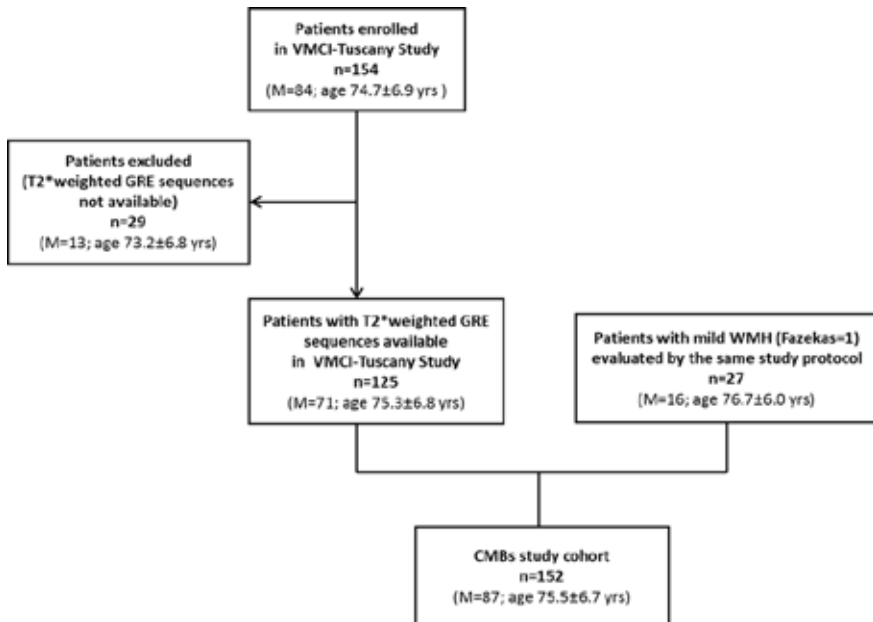 Patients enrolled
in VMCI-Tuscany Study
n=154
(M=84; age 74.7±6.9 yrs )
Patients excluded
(T2*weighted GRE sequences
not available)
n=29
(M=13; age 73.2±6.8 yrs)
Patients with T2*weighted GRE
sequences available
in VMCI-Tuscany Study
n=125
(M=71; age 75.3±6.8 yrs)
Patients with mild WMH (Fazekas=1)
evaluated by the same study protocol
n=27
(M=16; age 76.7±6.0 yrs)
CMBs study cohort
n=152
(M=87; age 75.5±6.7 yrs)